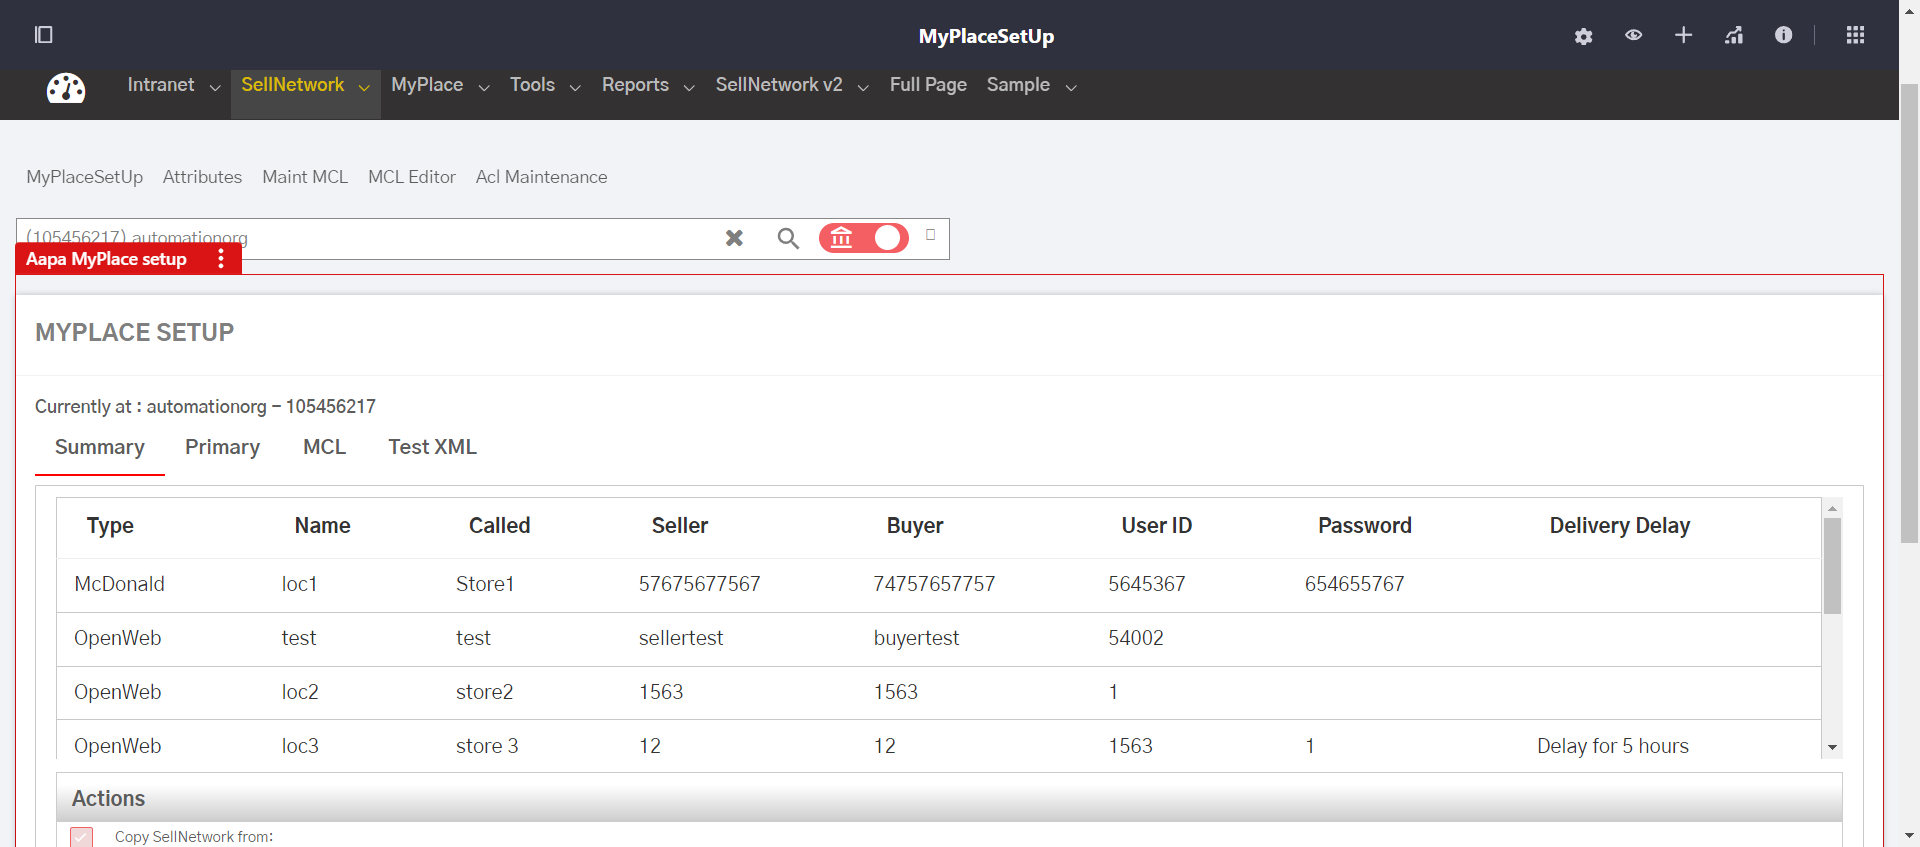 MyPlaceSetUp
Intranet SellNetwork MyPlace Tools Reports SellNetwork v2 Full Page Sample
MyPlaceSetUp Attributes Maint MCL MCL Editor Acl Maintenance
(105456217) automationorg
Aapa MyPlace setup
MYPLACE SETUP
Currently at : automationorg - 105456217
Summary Primary MCL Test XML
Type Name Called Seller Buyer User ID Password Delivery Delay
McDonald loc1 Store1 57675677567 74757657757 5645367 654655767
OpenWeb test test sellertest buyertest 54002
OpenWeb loc2 store2 1563 1563 1
OpenWeb loc3 store 3 12 12 1563 1 Delay for 5 hours
Actions
Copy SellNetwork from: